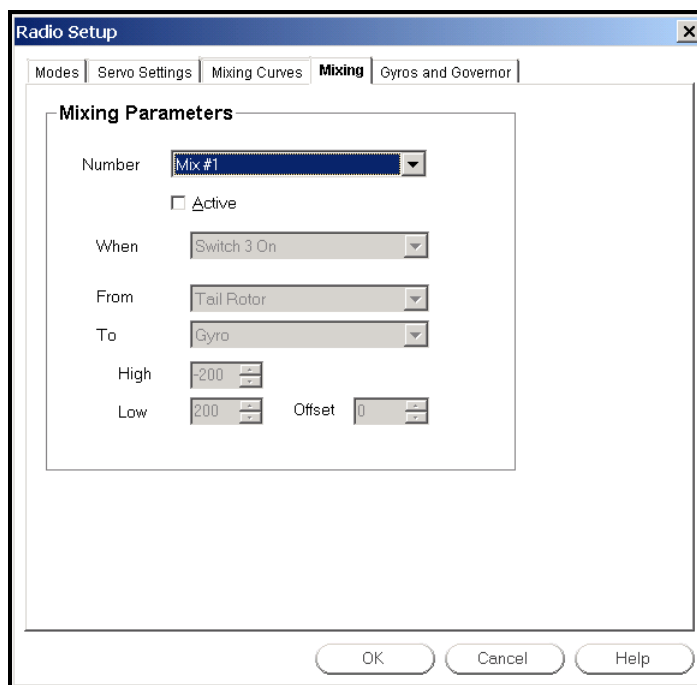 Radio Setup
Modes Servo Settings Mixing Curves Mixing Gyros and Governor
Mixing Parameters
Number Mix #1
Active
When Switch 3 On
From Tail Rotor
To Gyro
High -200
Low 200 Offset 0
OK Cancel Help